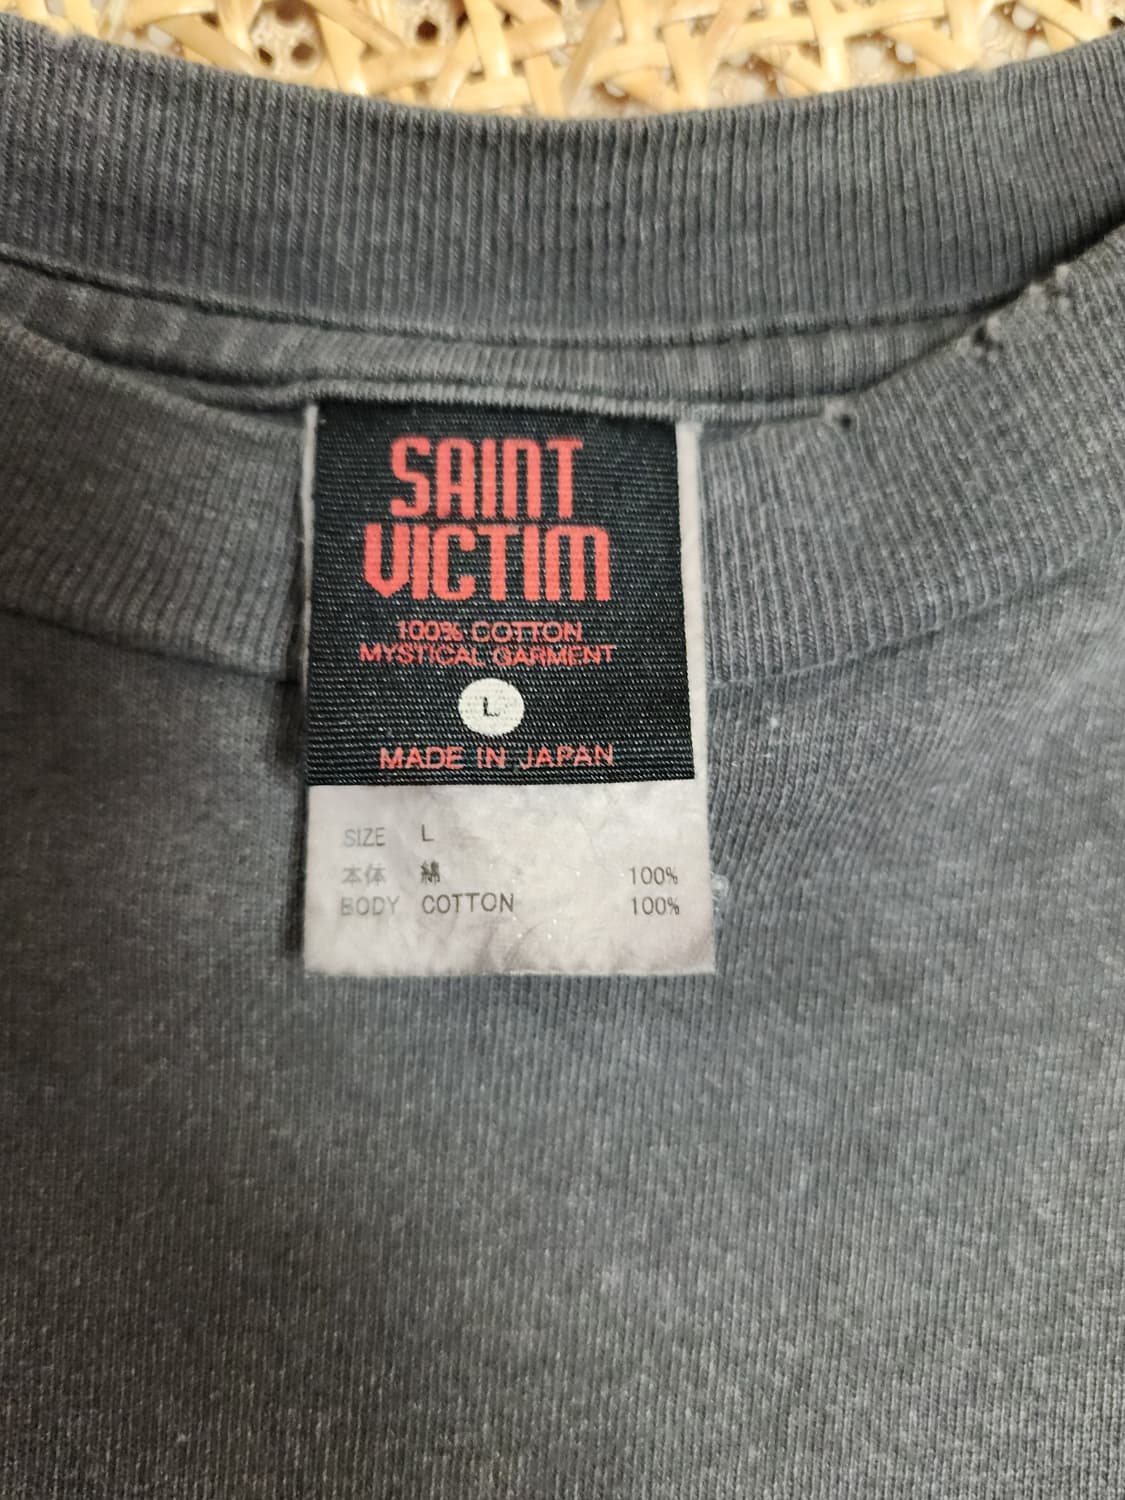 SAINT
VICTIM
100% COTTON
MYSTICAL GARMENT
L
MADE IN JAPAN
SIZE L
本体 綿 100%
BODY COTTON 100%